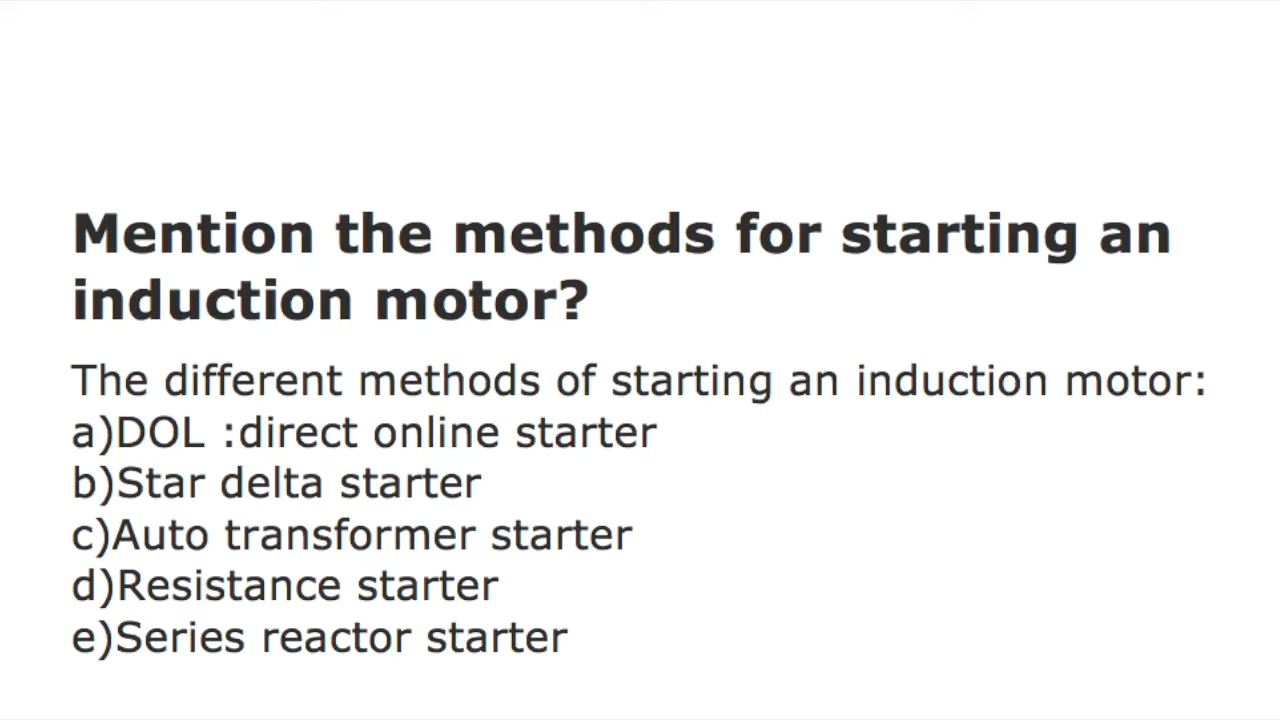 Mention the methods for starting an
induction motor?
The different methods of starting an induction motor:
a)DOL :direct online starter
b)Star delta starter
c)Auto transformer starter
d)Resistance starter
e)Series reactor starter